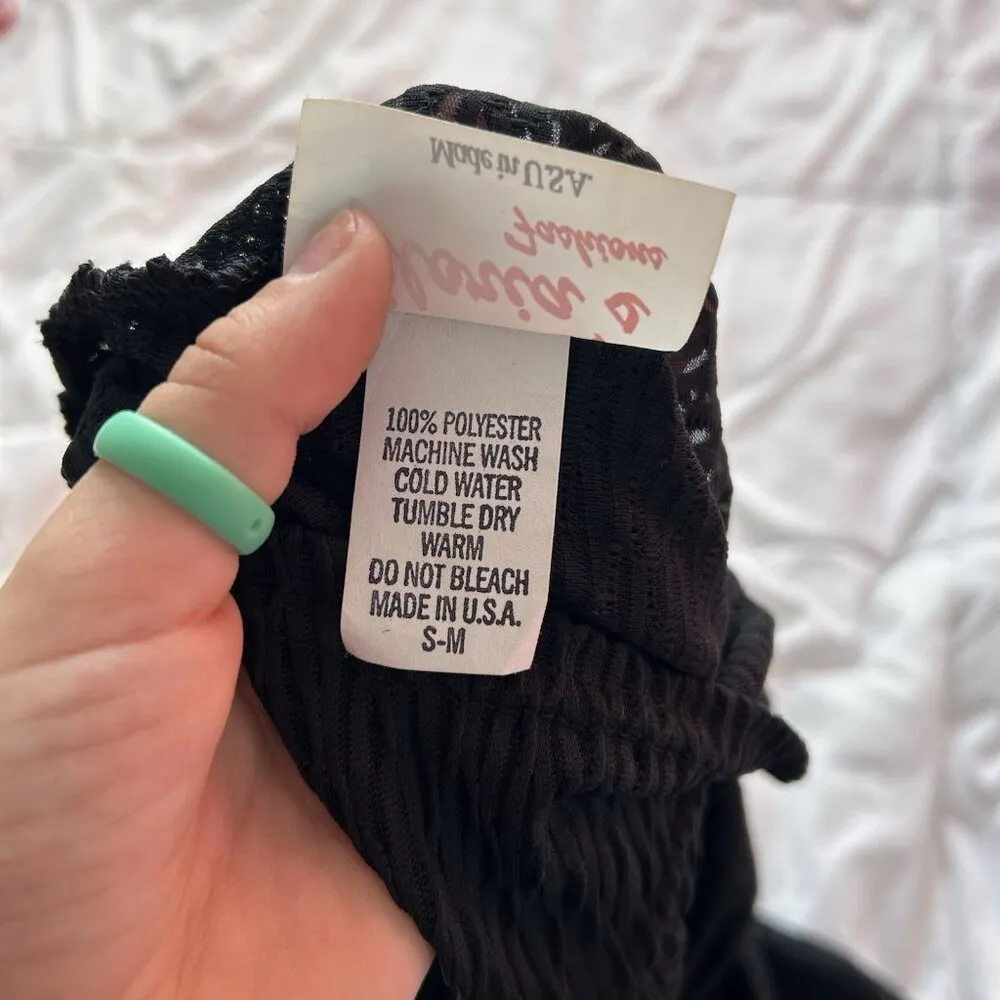 Fashions
Made in U.S.A.
100% POLYESTER
MACHINE WASH
COLD WATER
TUMBLE DRY
WARM
DO NOT BLEACH
MADE IN U.S.A.
S-M